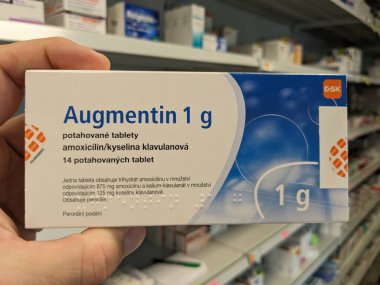 GSK
Augmentin 1 g
potahované tablety
amoxicilin/kyselina klavulanová
14 potahovaných tablet
Jedna tableta obsahuje trihydrát amoxicilinu v množství
odpovídajícím 875 mg amoxicilinu a kalium-klavulanát v množství
odpovídajícím 125 mg kyseliny klavulanové.
Obsahuje penicilin.
Perorální podání
1 g